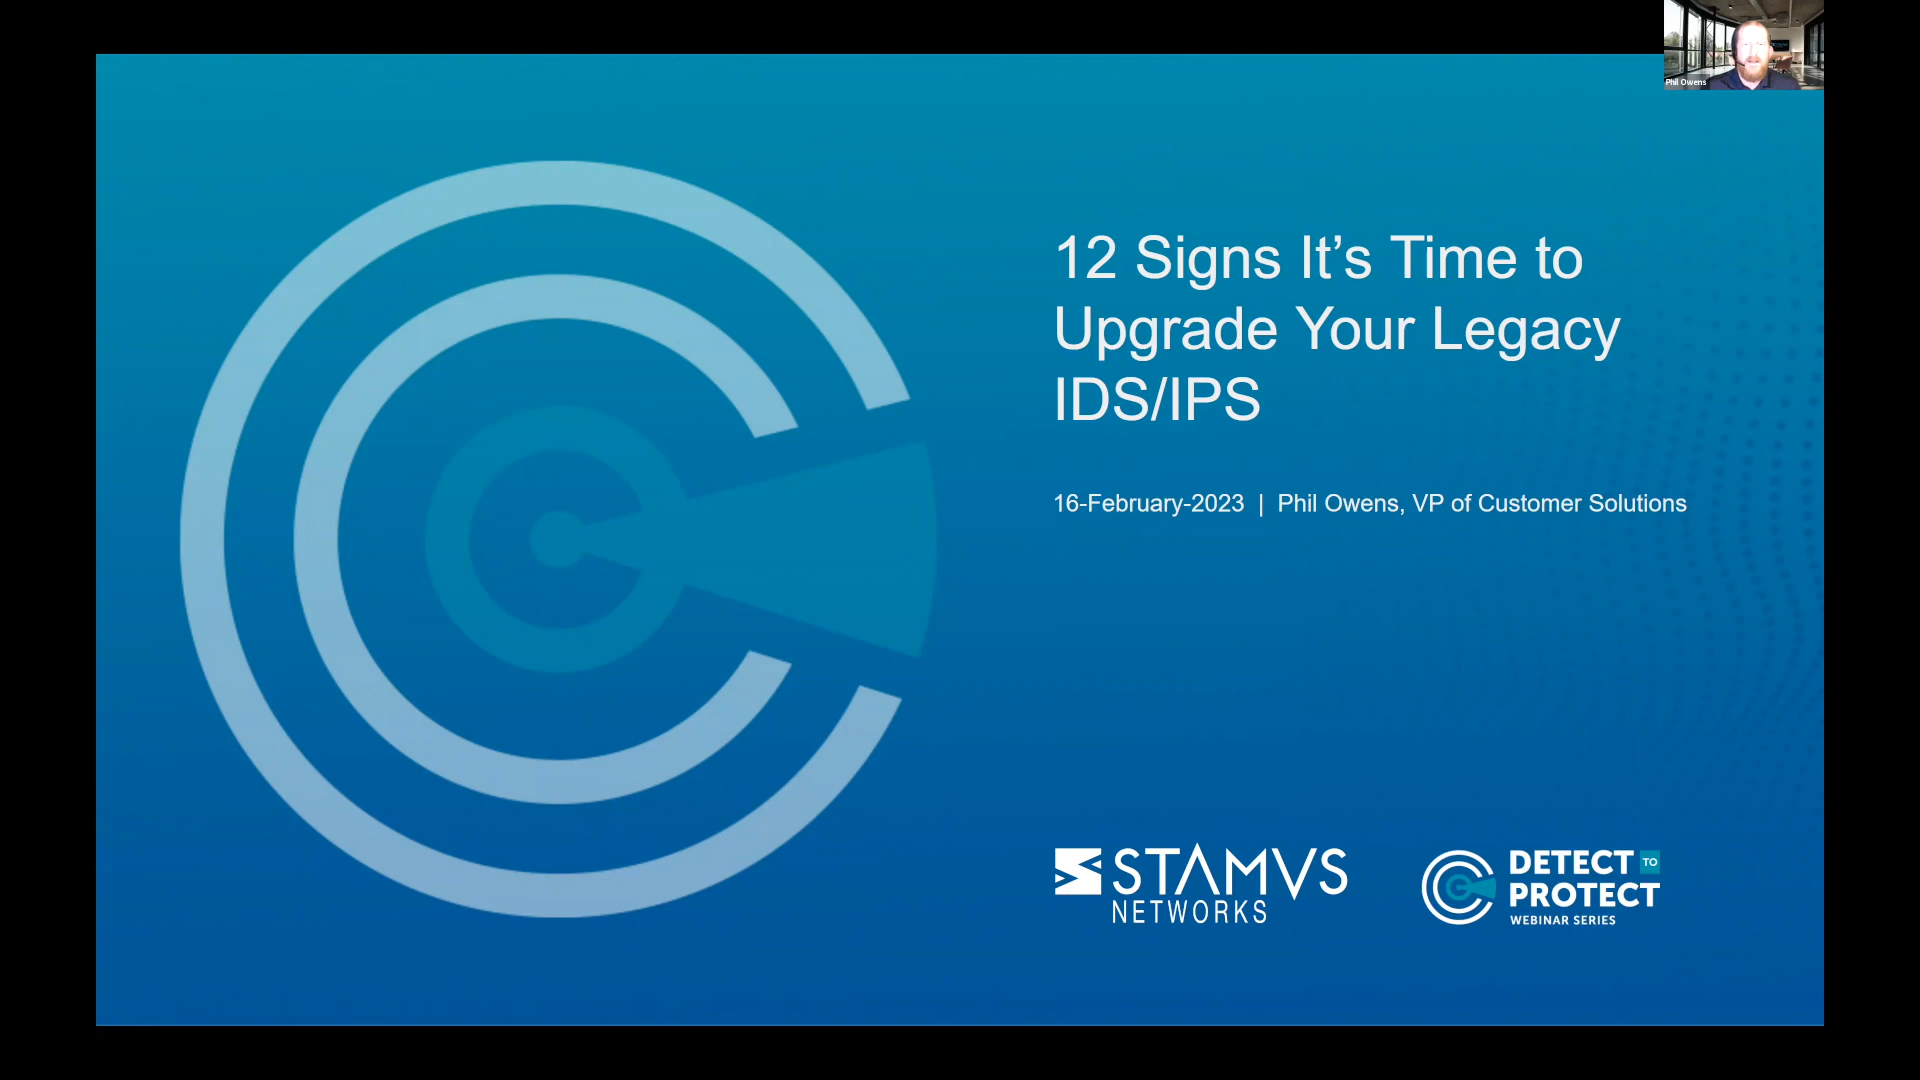 Phil Owens
12 Signs It’s Time to
Upgrade Your Legacy
IDS/IPS
16-February-2023 | Phil Owens, VP of Customer Solutions
STAMVS
NETWORKS
DETECT TO
PROTECT
WEBINAR SERIES